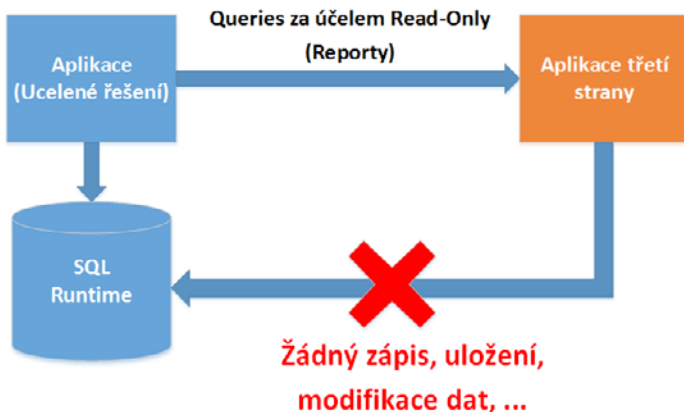 Queries za účelem Read-Only
(Reporty)
Aplikace
(Ucelené řešení)
Aplikace třetí
strany
SQL
Runtime
Žádný zápis, uložení,
modifikace dat, ...